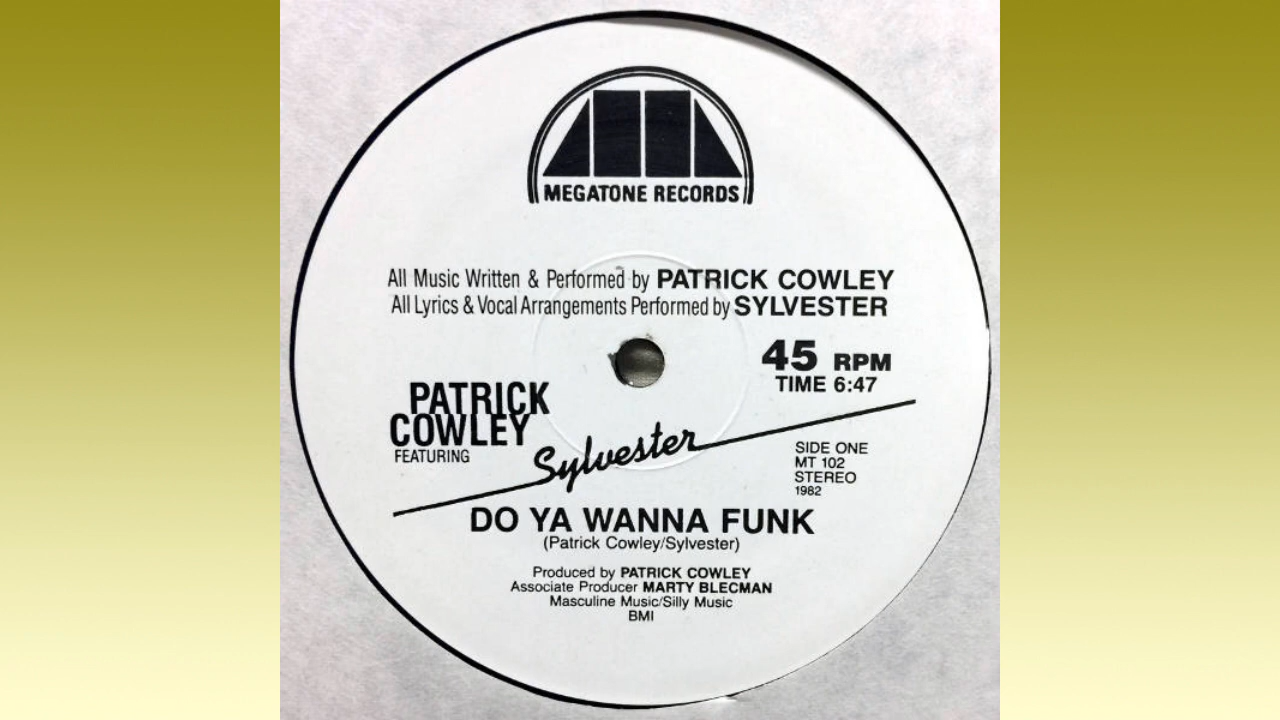 MEGATONE RECORDS
All Music Written & Performed by PATRICK COWLEY
All Lyrics & Vocal Arrangements Performed by SYLVESTER
45 RPM
TIME 6:47
PATRICK
COWLEY
FEATURING
Sylvester
SIDE ONE
MT 102
STEREO
1982
DO YA WANNA FUNK
(Patrick Cowley/Sylvester)
Produced by PATRICK COWLEY
Associate Producer MARTY BLECMAN
Masculine Music/Silly Music
BMI